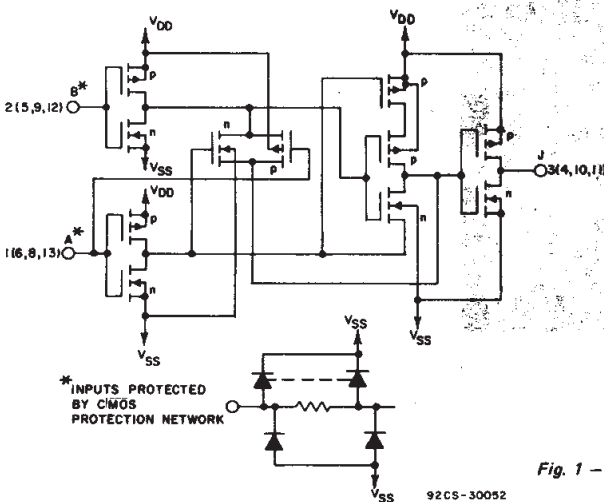 VDD
VDD
p
B*
2(5,9,12)
n
VSS
VDD
n
p
p
p
p
J
3(4,10,11)
n
n
p
A*
1(6,8,13)
n
VSS
VSS
VSS
* INPUTS PROTECTED
BY CMOS
PROTECTION NETWORK
VSS
Fig. 1 –
92CS-30052